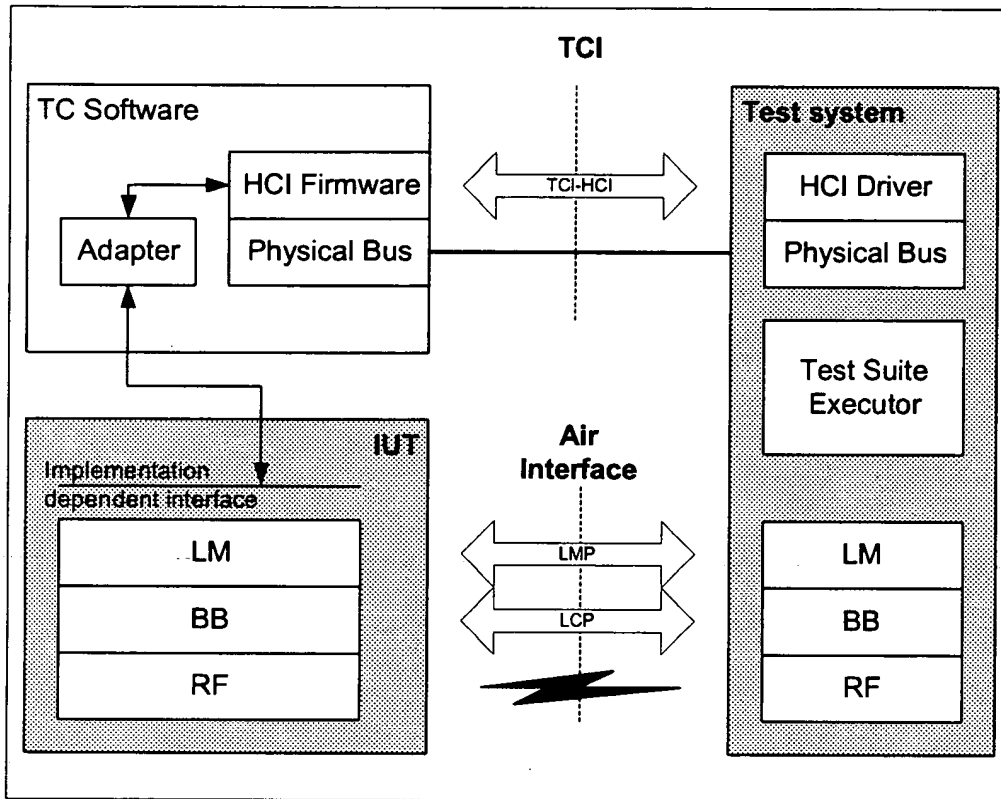 TCI
TC Software
HCI Firmware
Physical Bus
Adapter
TCI-HCI
Test system
HCI Driver
Physical Bus
Test Suite
Executor
IUT
Implementation
dependent interface
LM
BB
RF
Air
Interface
LMP
LCP
LM
BB
RF